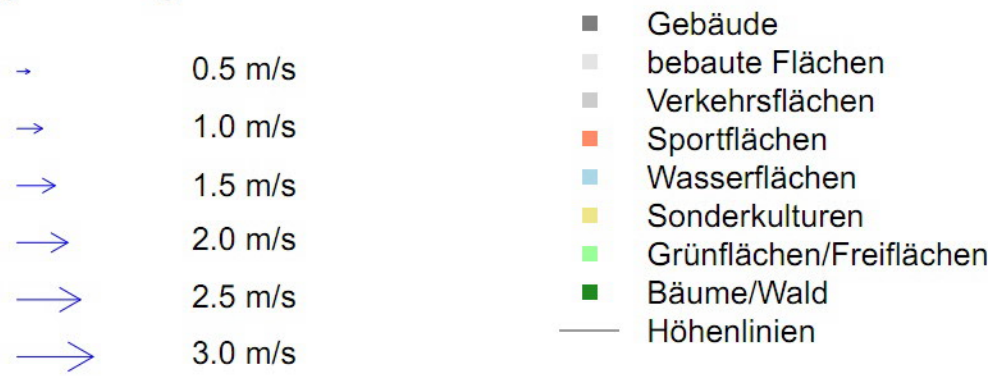 0.5 m/s
1.0 m/s
1.5 m/s
2.0 m/s
2.5 m/s
3.0 m/s
Gebäude
bebaute Flächen
Verkehrsflächen
Sportflächen
Wasserflächen
Sonderkulturen
Grünflächen/Freiflächen
Bäume/Wald
Höhenlinien